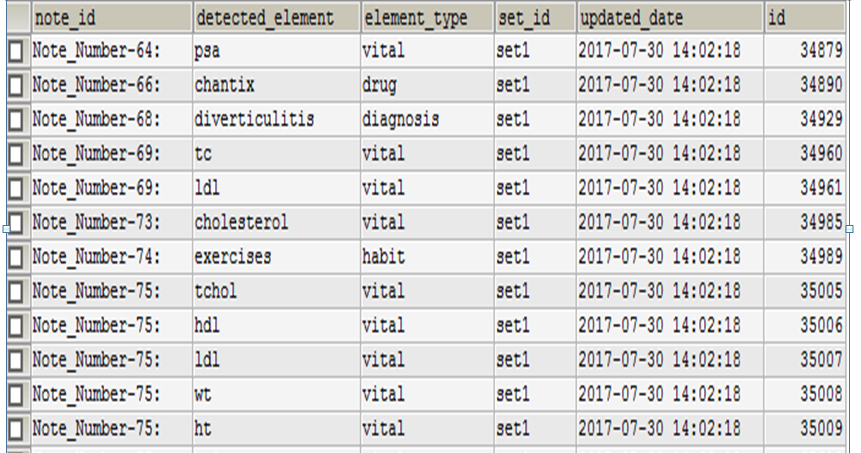 note_id detected_element element_type set_id updated_date id
Note_Number-64: psa vital set1 2017-07-30 14:02:18 34879
Note_Number-66: chantix drug set1 2017-07-30 14:02:18 34890
Note_Number-68: diverticulitis diagnosis set1 2017-07-30 14:02:18 34929
Note_Number-69: tc vital set1 2017-07-30 14:02:18 34960
Note_Number-69: ldl vital set1 2017-07-30 14:02:18 34961
Note_Number-73: cholesterol vital set1 2017-07-30 14:02:18 34985
Note_Number-74: exercises habit set1 2017-07-30 14:02:18 34989
Note_Number-75: tchol vital set1 2017-07-30 14:02:18 35005
Note_Number-75: hdl vital set1 2017-07-30 14:02:18 35006
Note_Number-75: ldl vital set1 2017-07-30 14:02:18 35007
Note_Number-75: wt vital set1 2017-07-30 14:02:18 35008
Note_Number-75: ht vital set1 2017-07-30 14:02:18 35009